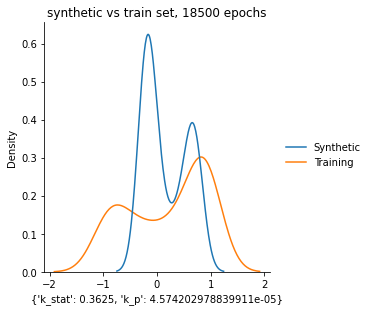 synthetic vs train set, 18500 epochs
0.6
0.5
0.4
0.3
0.2
0.1
0.0
Density
−2
−1
0
1
2
{'k_stat': 0.3625, 'k_p': 4.574202978839911e-05}
Synthetic
Training